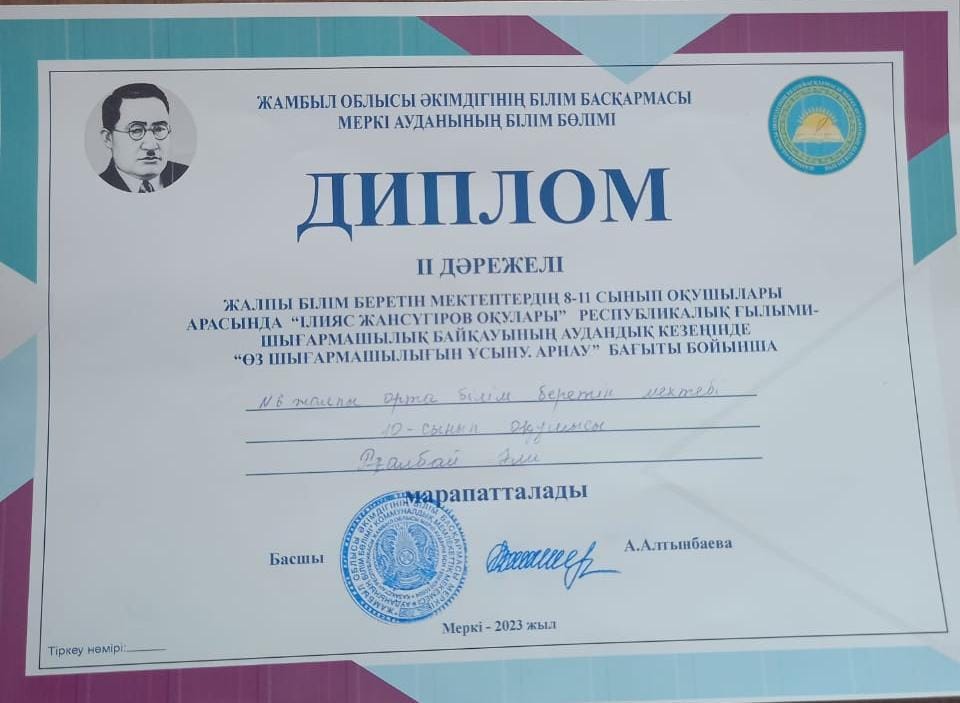 ЖАМБЫЛ ОБЛЫСЫ ӘКІМДІГІНІҢ БІЛІМ БАСҚАРМАСЫ
МЕРКІ АУДАНЫНЫҢ БІЛІМ БӨЛІМІ
ДИПЛОМ
ІІ ДӘРЕЖЕЛІ
ЖАЛПЫ БІЛІМ БЕРЕТІН МЕКТЕПТЕРДІҢ 8-11 СЫНЫП ОҚУШЫЛАРЫ
АРАСЫНДА “ІЛИЯС ЖАНСҮГІРОВ ОҚУЛАРЫ” РЕСПУБЛИКАЛЫҚ ҒЫЛЫМИ-
ШЫҒАРМАШЫЛЫҚ БАЙҚАУЫНЫҢ АУДАНДЫҚ КЕЗЕҢІНДЕ
“ӨЗ ШЫҒАРМАШЫЛЫҒЫН ҰСЫНУ. АРНАУ” БАҒЫТЫ БОЙЫНША
№6 жалпы орта білім беретін мектебі
10-сынып оқушысы
Әли
марапатталады
Басшы А.Алтынбаева
Меркі - 2023 жыл
Тіркеу нөмірі: